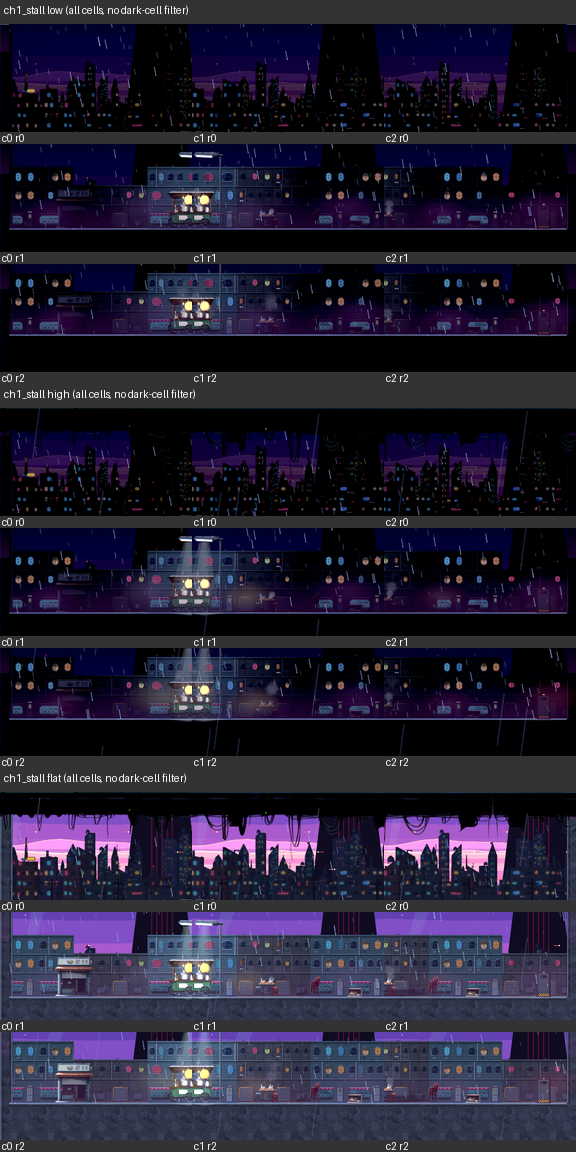 ch1_stall low (all cells, no dark-cell filter)
c0 r0 c1 r0 c2 r0
c0 r1 c1 r1 c2 r1
c0 r2 c1 r2 c2 r2
ch1_stall high (all cells, no dark-cell filter)
c0 r0 c1 r0 c2 r0
c0 r1 c1 r1 c2 r1
c0 r2 c1 r2 c2 r2
ch1_stall flat (all cells, no dark-cell filter)
c0 r0 c1 r0 c2 r0
c0 r1 c1 r1 c2 r1
c0 r2 c1 r2 c2 r2